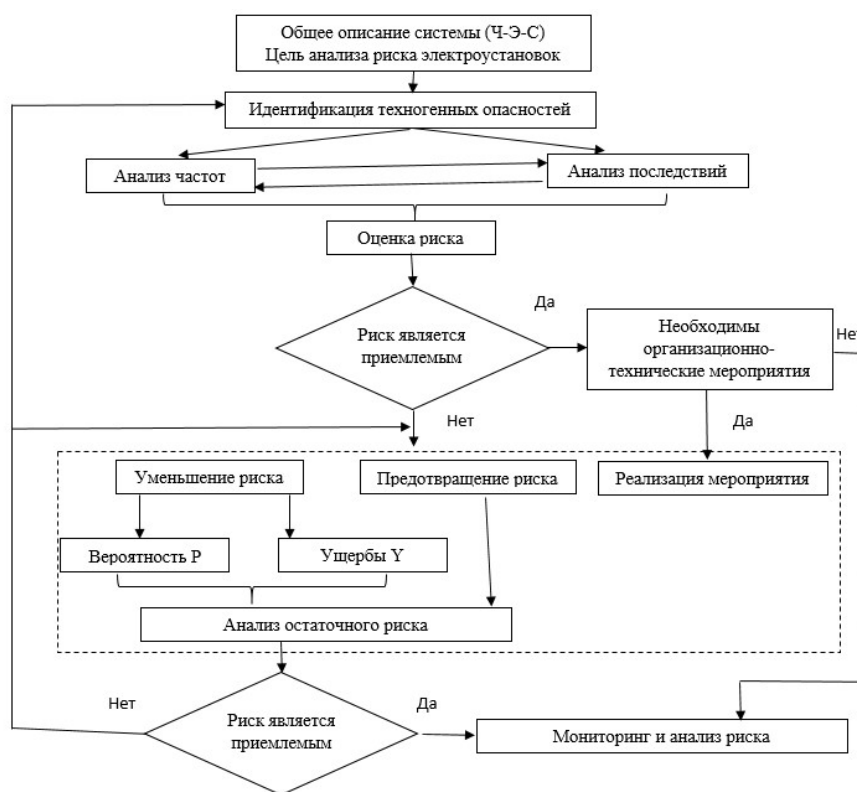 Общее описание системы (Ч-Э-С)
Цель анализа риска электроустановок
Идентификация техногенных опасностей
Анализ частот
Анализ последствий
Оценка риска
Риск является
приемлемым
Да
Необходимы
организационно-
технические мероприятия
Нет
Нет
Да
Уменьшение риска
Предотвращение риска
Реализация мероприятия
Вероятность Р
Ущербы Y
Анализ остаточного риска
Нет
Риск является
приемлемым
Да
Мониторинг и анализ риска